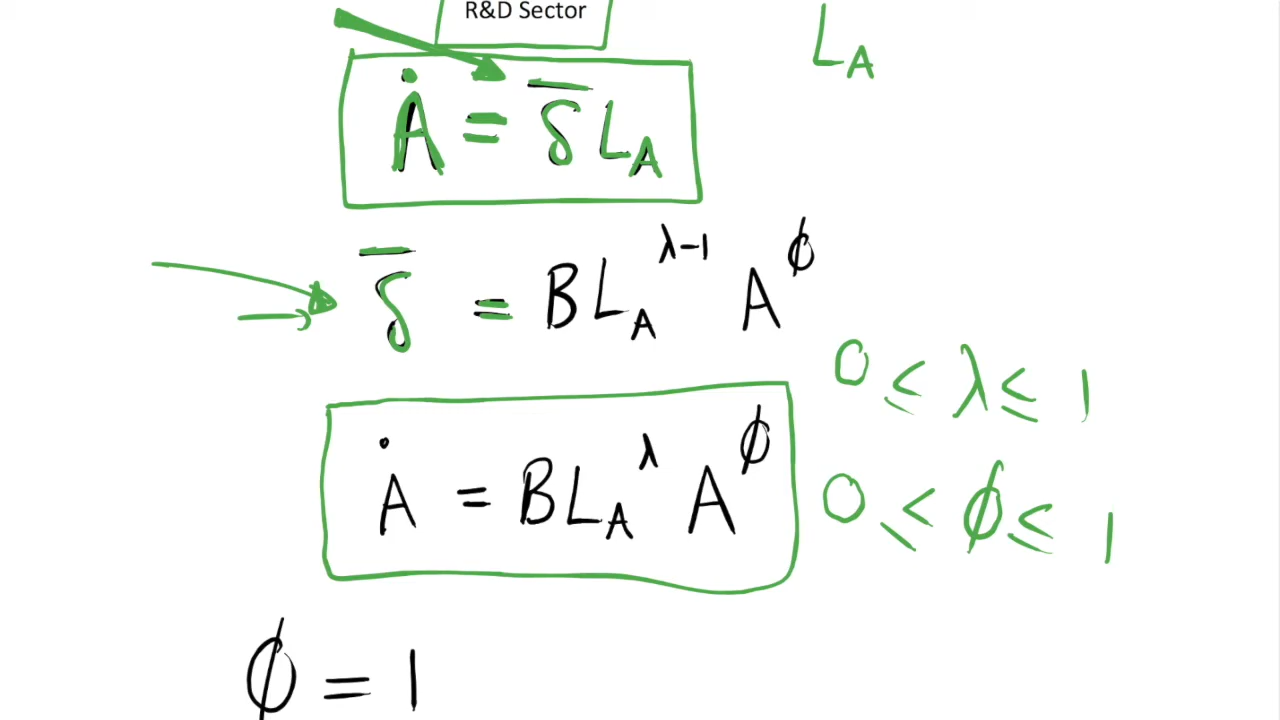 R&D Sector
L_A
Ȧ = δ̄ L_A
δ̄ = B L_A^{λ-1} A^ϕ
0 ≤ λ ≤ 1
Ȧ = B L_A^λ A^ϕ
0 ≤ ϕ ≤ 1
ϕ = 1